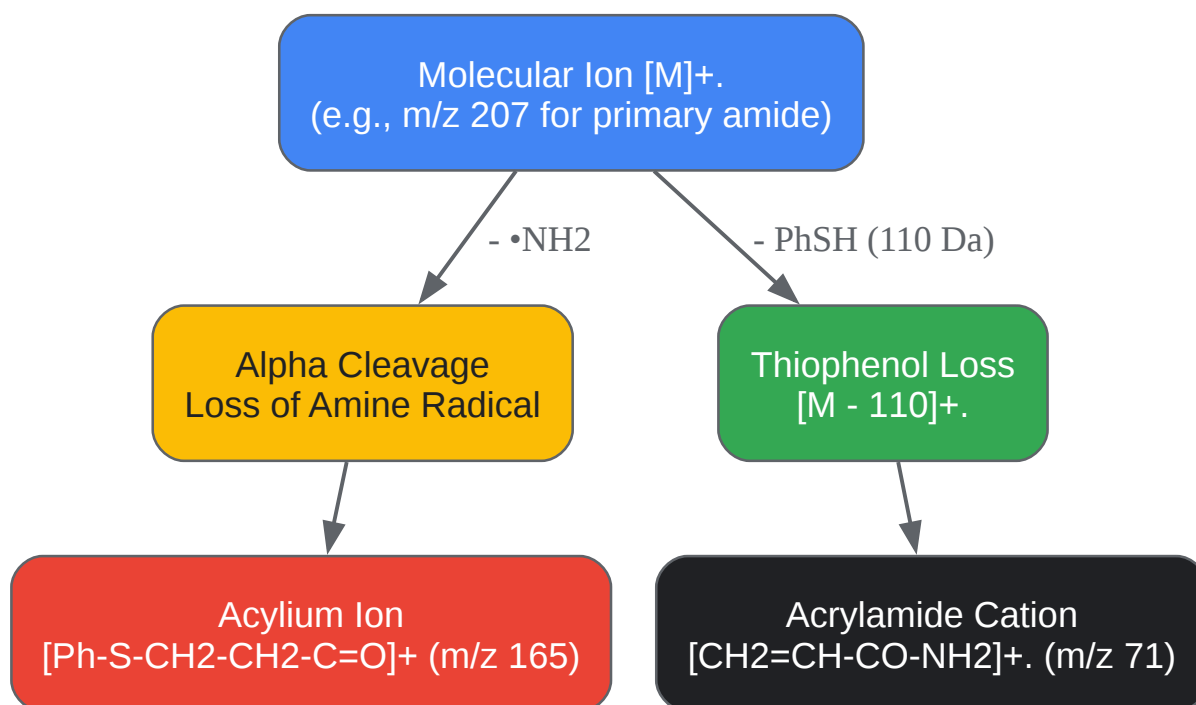 Molecular Ion [M]+.
(e.g., m/z 207 for primary amide)
- •NH2
- PhSH (110 Da)
Alpha Cleavage
Loss of Amine Radical
Thiophenol Loss
[M - 110]+.
Acylium Ion
[Ph-S-CH2-CH2-C=O]+ (m/z 165)
Acrylamide Cation
[CH2=CH-CO-NH2]+. (m/z 71)